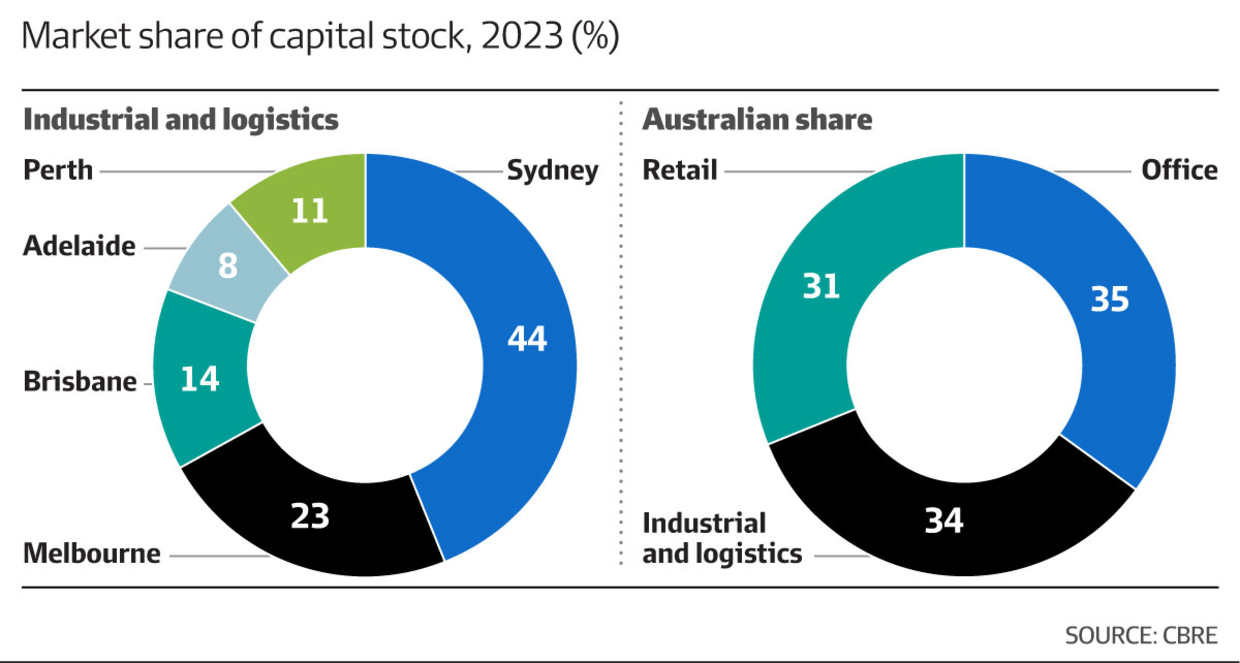 Market share of capital stock, 2023 (%)
Industrial and logistics
Perth
Sydney
11
Adelaide
8
44
Brisbane
14
23
Melbourne
Australian share
Retail
Office
31
35
Industrial
and logistics
34
SOURCE: CBRE